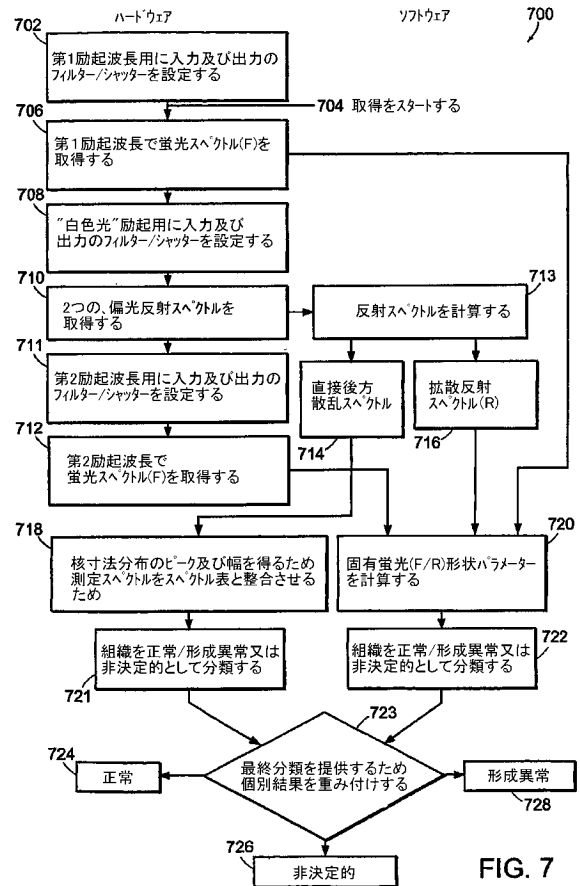 ハードウェア
ソフトウェア
700
702
第1励起波長用に入力及び出力の
フィルター/シャッターを設定する
704 取得をスタートする
706
第1励起波長で蛍光スペクトル(F)を
取得する
708
"白色光"励起用に入力及び
出力のフィルター/シャッターを設定する
710
2つの、偏光反射スペクトルを
取得する
713
反射スペクトルを計算する
711
第2励起波長用に入力及び出力の
フィルター/シャッターを設定する
直接後方
散乱スペクトル
714
拡散反射
スペクトル(R)
716
712
第2励起波長で
蛍光スペクトル(F)を取得する
718
核寸法分布のピーク及び幅を得るため
測定スペクトルをスペクトル表と整合させる
ため
720
固有蛍光(F/R)形状パラメーター
を計算する
組織を正常/形成異常又は
非決定的として分類する
721
組織を正常/形成異常又は
非決定的として分類する
722
723
最終分類を提供するため
個別結果を重み付けする
724
正常
形成異常
728
726
非決定的
FIG. 7